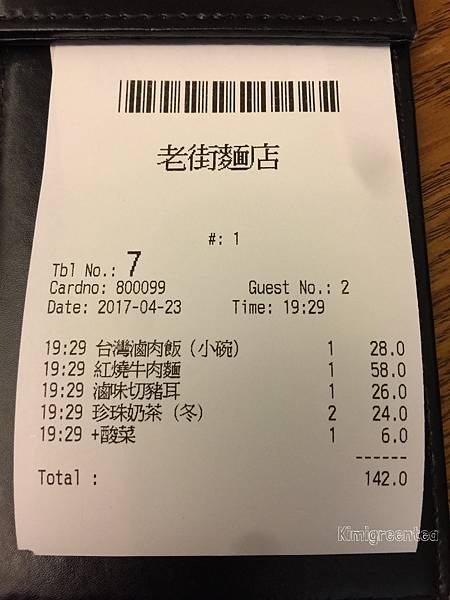 老街麵店
#: 1
Tbl No.: 7
Cardno: 800099 Guest No.: 2
Date: 2017-04-23 Time: 19:29
19:29 台灣滷肉飯 (小碗) 1 28.0
19:29 紅燒牛肉麵 1 58.0
19:29 滷味切豬耳 1 26.0
19:29 珍珠奶茶 (冬) 2 24.0
19:29 +酸菜 1 6.0
------
Total : 142.0
Kimigreentea